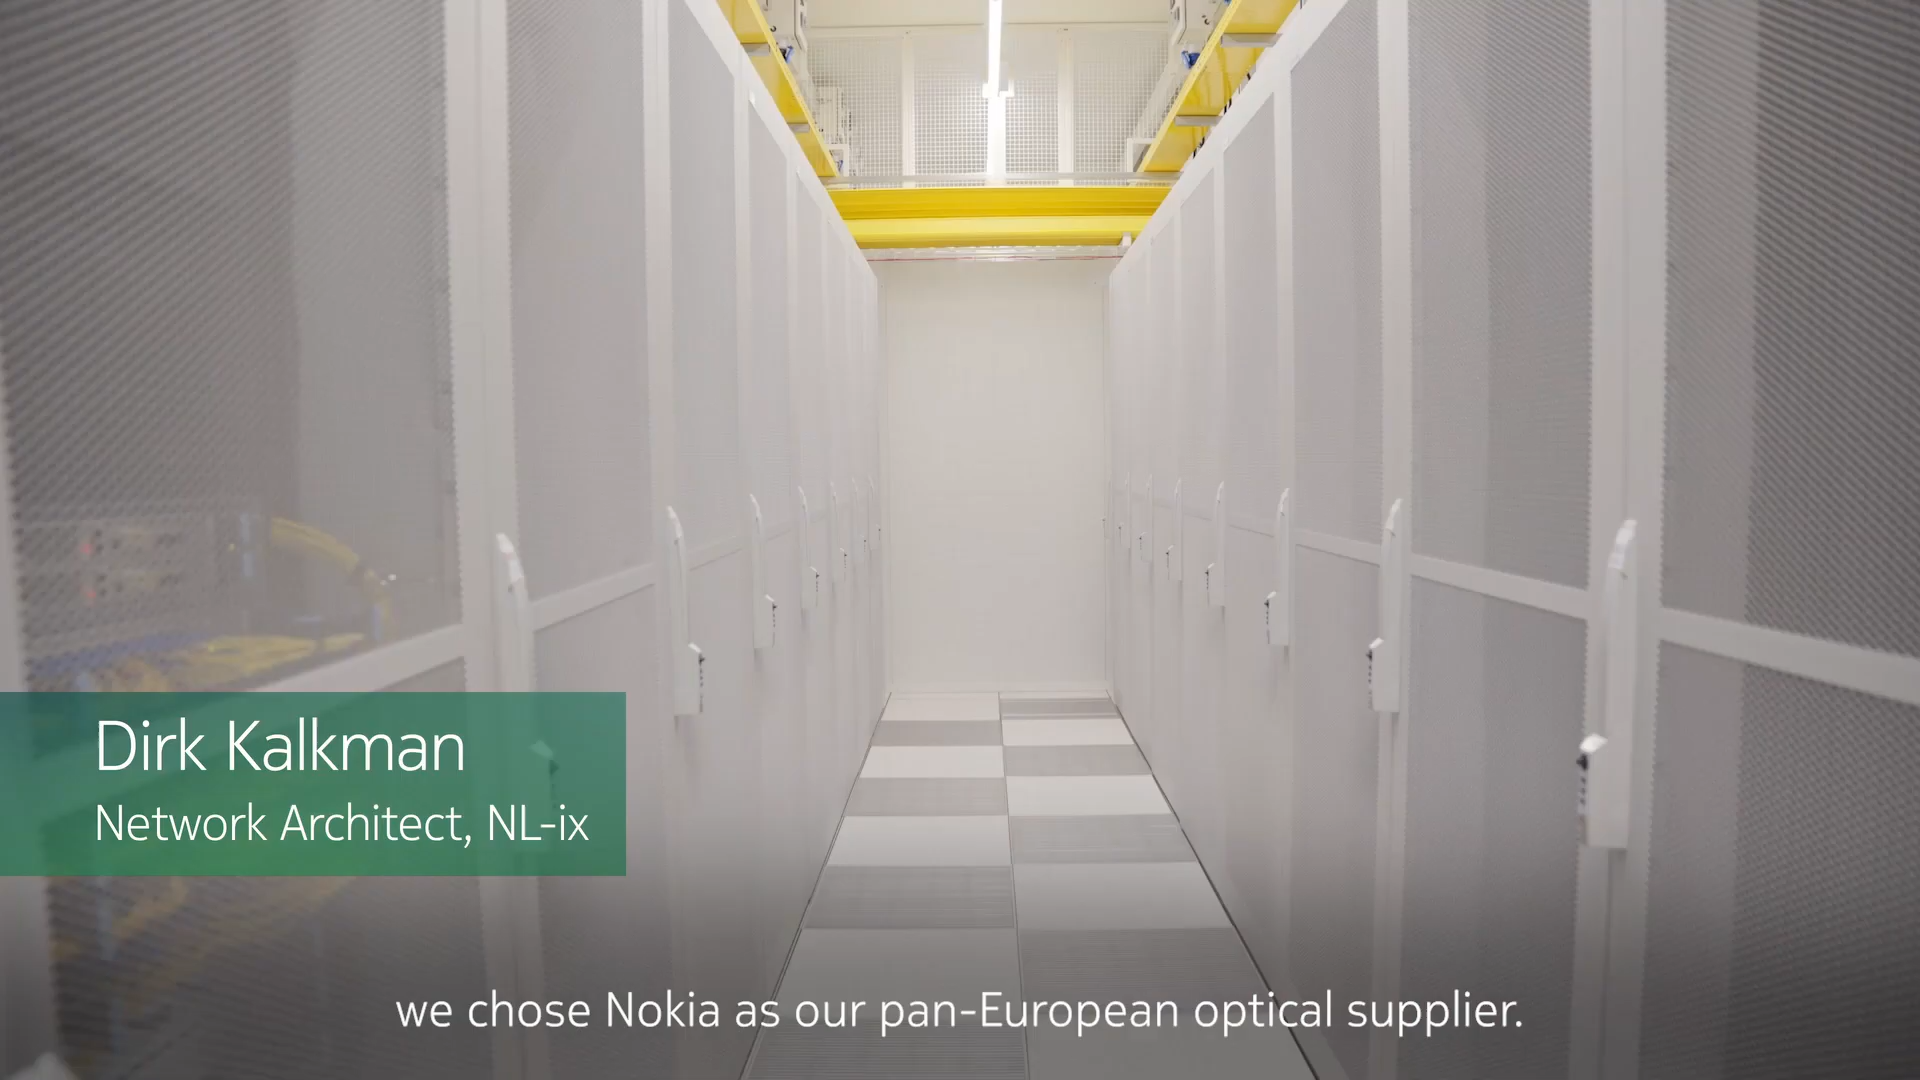 Dirk Kalkman
Network Architect, NL-ix
we chose Nokia as our pan-European optical supplier.